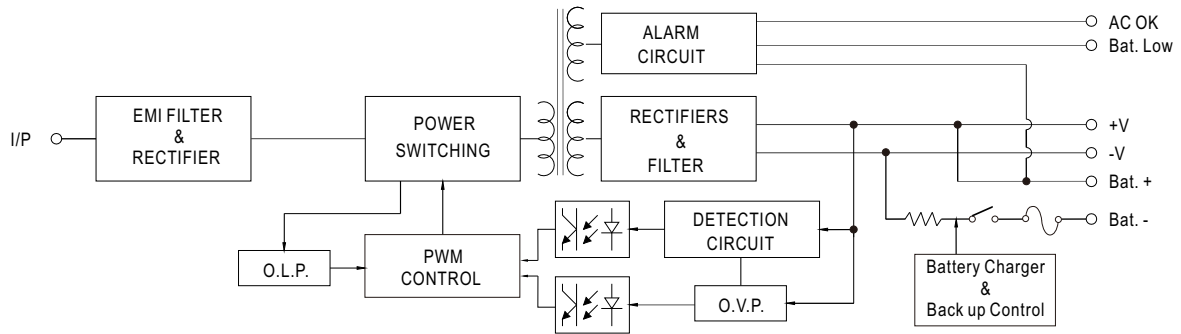 ALARM
CIRCUIT
AC OK
Bat. Low
I/P
EMI FILTER
&
RECTIFIER
POWER
SWITCHING
RECTIFIERS
&
FILTER
+V
-V
Bat. +
Bat. -
O.L.P.
PWM
CONTROL
DETECTION
CIRCUIT
O.V.P.
Battery Charger
&
Back up Control